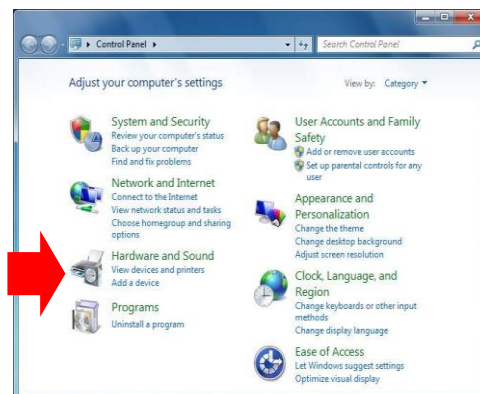 Control Panel
Search Control Panel
Adjust your computer's settings
View by: Category
System and Security
Review your computer's status
Back up your computer
Find and fix problems
Network and Internet
Connect to the Internet
View network status and tasks
Choose homegroup and sharing
options
Hardware and Sound
View devices and printers
Add a device
Programs
Uninstall a program
User Accounts and Family
Safety
Add or remove user accounts
Set up parental controls for any
user
Appearance and
Personalization
Change the theme
Change desktop background
Adjust screen resolution
Clock, Language, and
Region
Change keyboards or other input
methods
Change display language
Ease of Access
Let Windows suggest settings
Optimize visual display